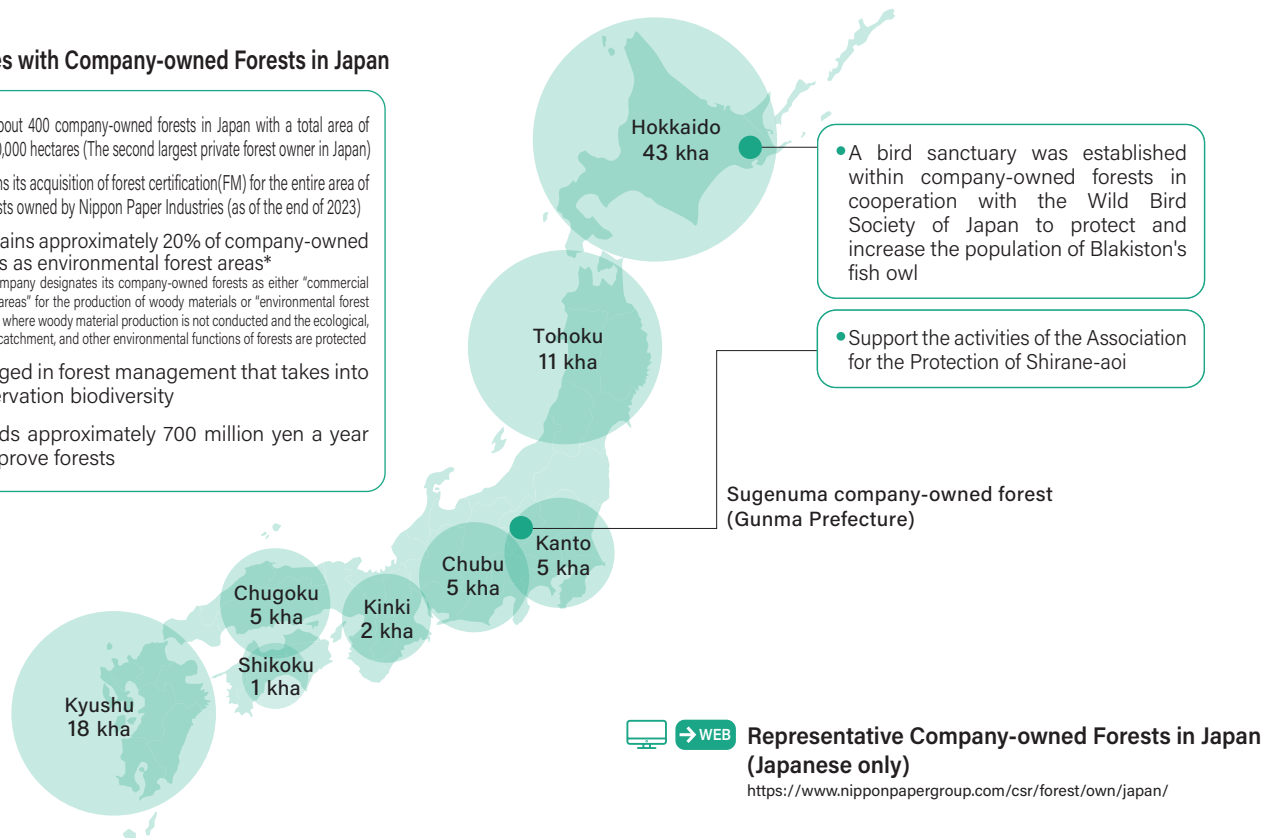 es with Company-owned Forests in Japan
bout 400 company-owned forests in Japan with a total area of
0,000 hectares (The second largest private forest owner in Japan)
ns its acquisition of forest certification(FM) for the entire area of
sts owned by Nippon Paper Industries (as of the end of 2023)
ains approximately 20% of company-owned
s as environmental forest areas*
mpany designates its company-owned forests as either “commercial
areas” for the production of woody materials or “environmental forest
where woody material production is not conducted and the ecological,
catchment, and other environmental functions of forests are protected
ged in forest management that takes into
ervation biodiversity
ds approximately 700 million yen a year
prove forests
Hokkaido
43 kha
•A bird sanctuary was established
within company-owned forests in
cooperation with the Wild Bird
Society of Japan to protect and
increase the population of Blakiston's
fish owl
Tohoku
11 kha
•Support the activities of the Association
for the Protection of Shirane-aoi
Sugenuma company-owned forest
(Gunma Prefecture)
Kanto
5 kha
Chubu
5 kha
Chugoku
5 kha
Kinki
2 kha
Shikoku
1 kha
Kyushu
18 kha
→ WEB
Representative Company-owned Forests in Japan
(Japanese only)
https://www.nipponpapergroup.com/csr/forest/own/japan/